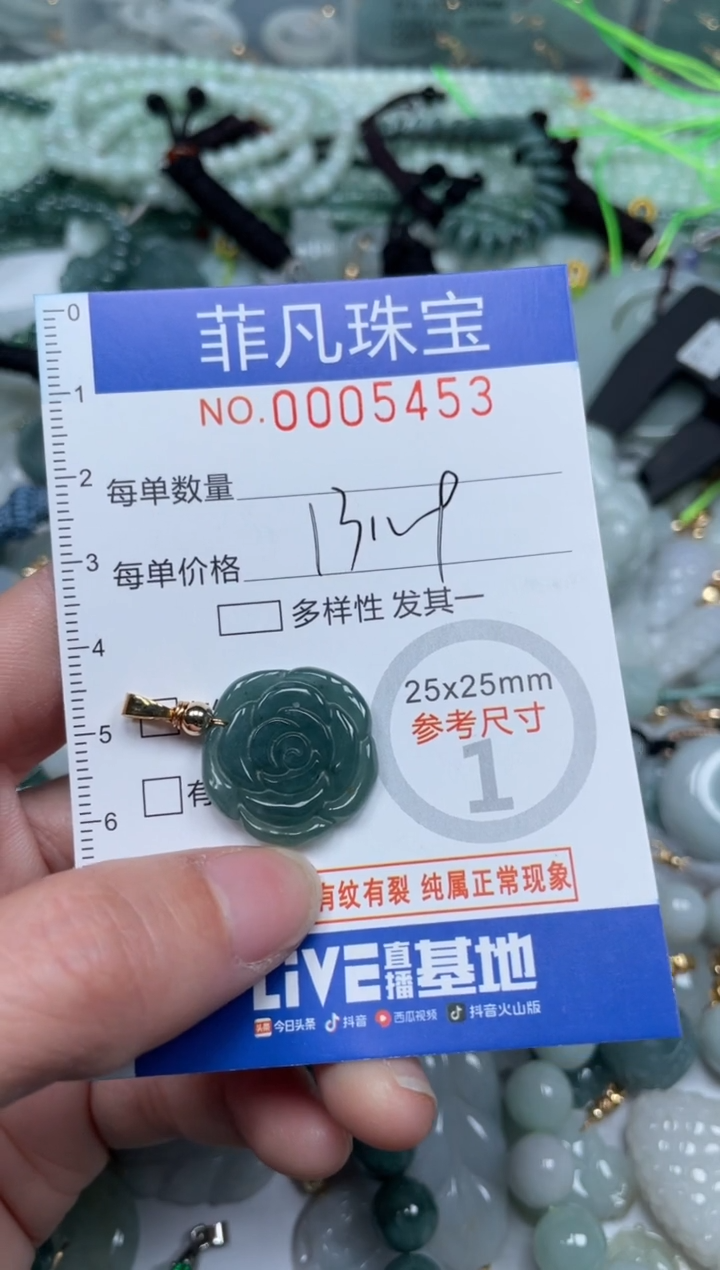 菲凡珠宝
NO.0005453
每单数量
每单价格
多样性 发其一
25x25mm
参考尺寸
1
有
有纹有裂 纯属正常现象
LiVE直播基地
今日头条 抖音 西瓜视频 抖音火山版
0
1
2
3
4
5
6